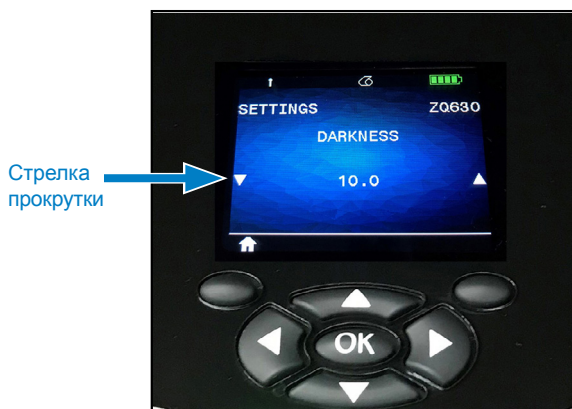 SETTINGS ZQ630
DARKNESS
Стрелка
прокрутки
10.0
OK